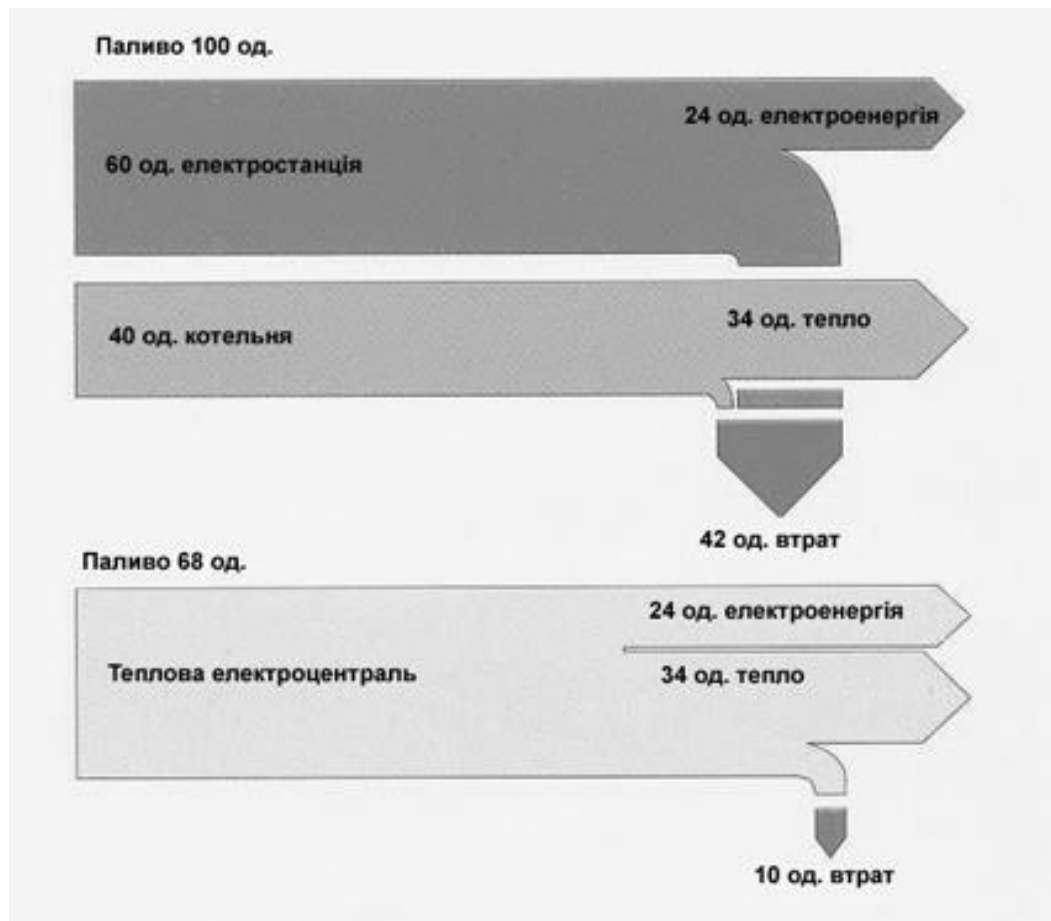 Паливо 100 од.
24 од. електроенергія
60 од. електростанція
34 од. тепло
40 од. котельня
42 од. втрат
Паливо 68 од.
24 од. електроенергія
Теплова електроцентраль
34 од. тепло
10 од. втрат